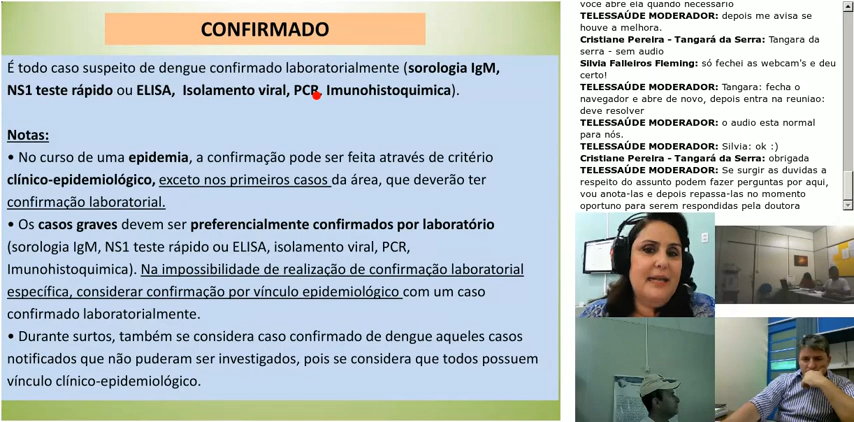 CONFIRMADO
É todo caso suspeito de dengue confirmado laboratorialmente (sorologia IgM,
NS1 teste rápido ou ELISA, Isolamento viral, PCR, Imunohistoquimica).
Notas:
• No curso de uma epidemia, a confirmação pode ser feita através de critério
clínico-epidemiológico, exceto nos primeiros casos da área, que deverão ter
confirmação laboratorial.
• Os casos graves devem ser preferencialmente confirmados por laboratório
(sorologia IgM, NS1 teste rápido ou ELISA, isolamento viral, PCR,
Imunohistoquimica). Na impossibilidade de realização de confirmação laboratorial
específica, considerar confirmação por vínculo epidemiológico com um caso
confirmado laboratorialmente.
• Durante surtos, também se considera caso confirmado de dengue aqueles casos
notificados que não puderam ser investigados, pois se considera que todos possuem
vínculo clínico-epidemiológico.
voce abre ela quando necessario
TELESSAÚDE MODERADOR: depois me avisa se
houve a melhora.
Cristiane Pereira - Tangará da Serra: Tangara da
serra - sem audio
Silvia Falleiros Fleming: só fechei as webcam's e deu
certo!
TELESSAÚDE MODERADOR: Tangara: fecha o
navegador e abre de novo, depois entra na reuniao:
deve resolver
TELESSAÚDE MODERADOR: o audio esta normal
para nós.
TELESSAÚDE MODERADOR: Silvia: ok :)
Cristiane Pereira - Tangará da Serra: obrigada
TELESSAÚDE MODERADOR: Se surgir as duvidas a
respeito do assunto podem fazer perguntas por aqui,
vou anota-las e depois repassa-las no momento
oportuno para serem respondidas pela doutora